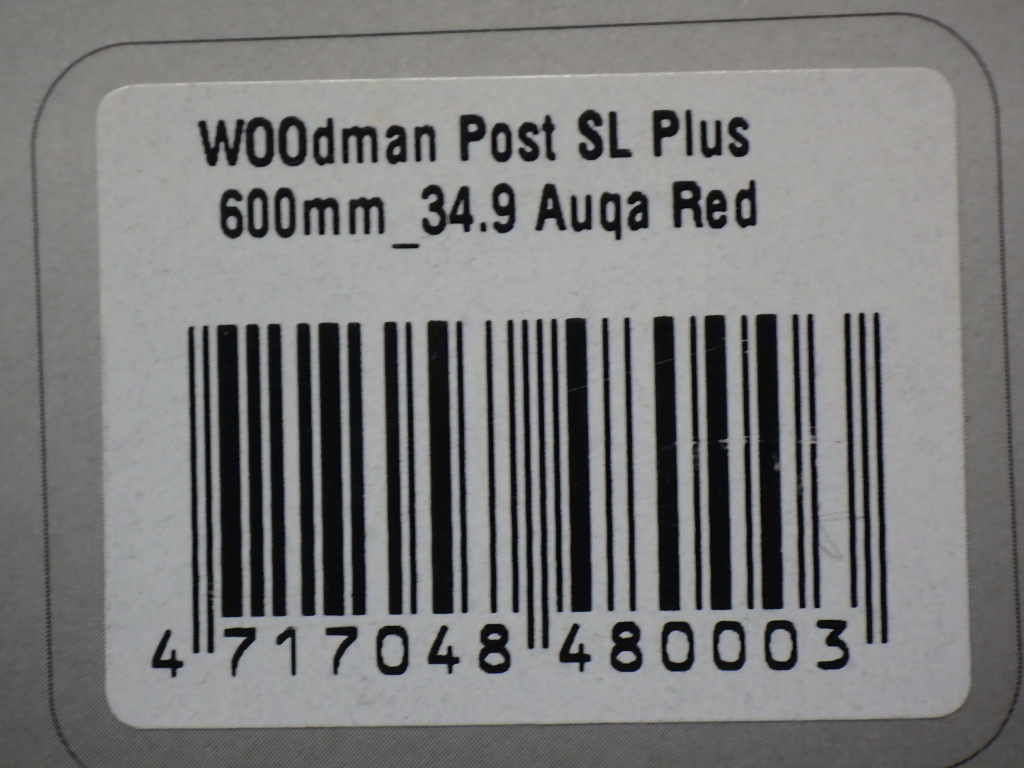 WOOdman Post SL Plus
600mm_34.9 Auqa Red
4 717048 480003